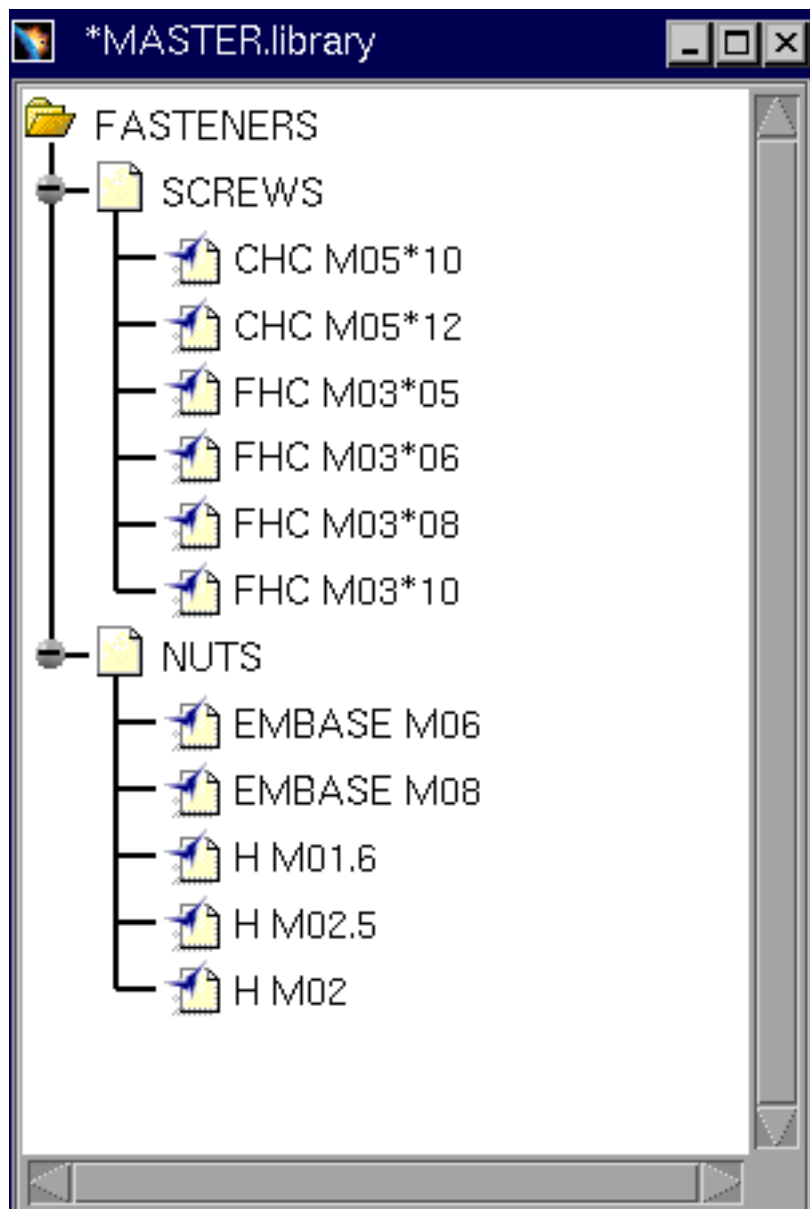 *MASTER.library
FASTENERS
SCREWS
CHC M05*10
CHC M05*12
FHC M03*05
FHC M03*06
FHC M03*08
FHC M03*10
NUTS
EMBASE M06
EMBASE M08
H M01.6
H M02.5
H M02